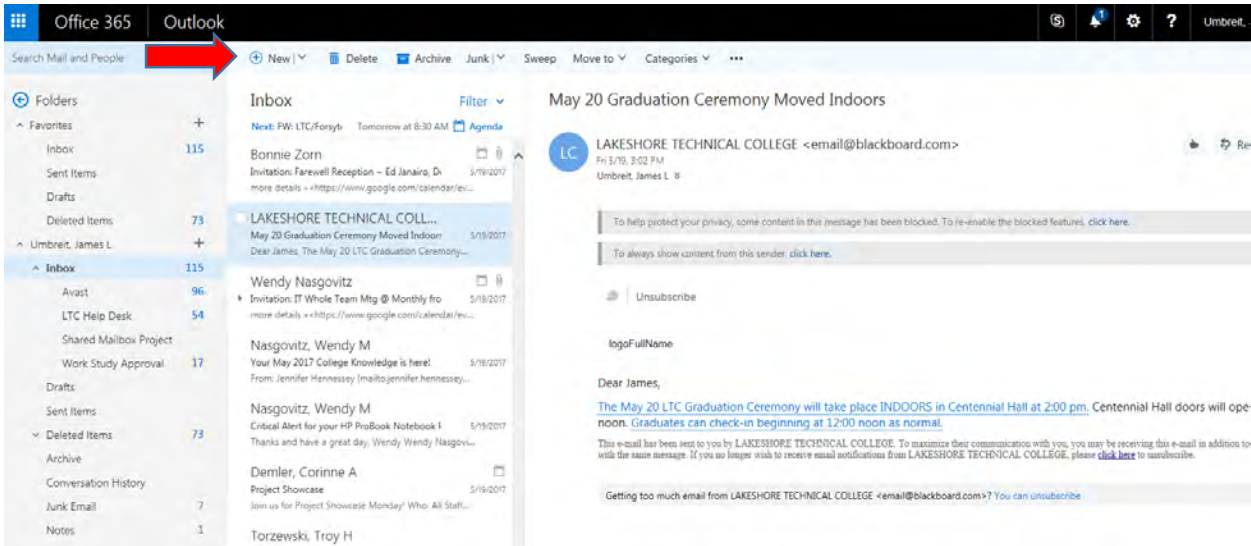 Office 365 Outlook
1
?
Umbreit,
Search Mail and People
New
Delete
Archive
Junk
Sweep
Move to
Categories
Folders
Favorites
Inbox 115
Sent Items
Drafts
Deleted Items 73
Umbreit, James L
Inbox 115
Avast 96
LTC Help Desk 54
Shared Mailbox Project
Work Study Approval 17
Drafts
Sent Items
Deleted Items 73
Archive
Conversation History
Junk Email 7
Notes 1
Inbox Filter
Next: FW: LTC/Forsyt Tomorrow at 8:30 AM Agenda
Bonnie Zorn
Invitation: Farewell Reception ~ Ed Janairo, D 5/19/2017
more details »<https://www.google.com/calendar/ev...
LAKESHORE TECHNICAL COLL...
May 20 Graduation Ceremony Moved Indoor 5/19/2017
Dear James, The May 20 LTC Graduation Ceremony...
Wendy Nasgovitz
Invitation: IT Whole Team Mtg @ Monthly fro 5/19/2017
more details »<https://www.google.com/calendar/ev...
Nasgovitz, Wendy M
Your May 2017 College Knowledge is here! 5/19/2017
From: Jennifer Hennessey [mailto:jennifer.hennessey...
Nasgovitz, Wendy M
Critical Alert for your HP ProBook Notebook 5/19/2017
Thanks and have a great day, Wendy Wendy Nasgovi...
Demler, Corinne A
Project Showcase 5/19/2017
Join us for Project Showcase Monday! Who: All Staff...
Torzewski, Troy H
May 20 Graduation Ceremony Moved Indoors
LC
LAKESHORE TECHNICAL COLLEGE <email@blackboard.com>
Re
Fri 5/19, 3:02 PM
Umbreit, James L
To help protect your privacy, some content in this message has been blocked. To re-enable the blocked features, click here.
To always show content from this sender, click here.
Unsubscribe
logoFullName
Dear James,
The May 20 LTC Graduation Ceremony will take place INDOORS in Centennial Hall at 2:00 pm. Centennial Hall doors will ope
noon. Graduates can check-in beginning at 12:00 noon as normal.
This e-mail has been sent to you by LAKESHORE TECHNICAL COLLEGE. To maximize their communication with you, you may be receiving this e-mail in addition to
with the same message. If you no longer wish to receive email notifications from LAKESHORE TECHNICAL COLLEGE, please click here to unsubscribe.
Getting too much email from LAKESHORE TECHNICAL COLLEGE <email@blackboard.com>? You can unsubscribe